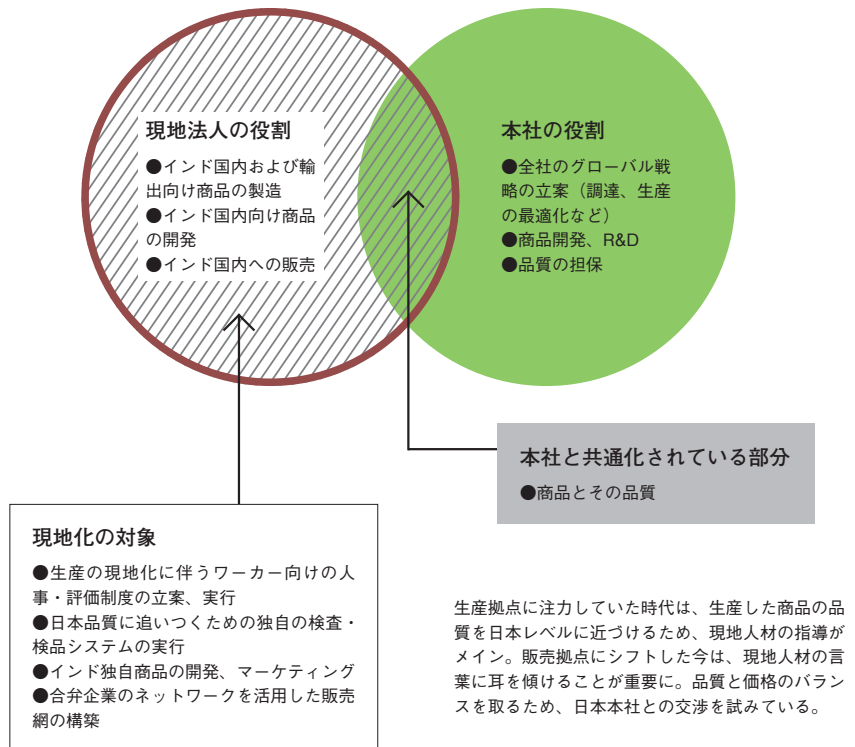 現地法人の役割
●インド国内および輸
出向け商品の製造
●インド国内向け商品
の開発
●インド国内への販売
本社の役割
●全社のグローバル戦
略の立案（調達、生産
の最適化など）
●商品開発、R&D
●品質の担保
本社と共通化されている部分
●商品とその品質
現地化の対象
●生産の現地化に伴うワーカー向けの人
事・評価制度の立案、実行
●日本品質に追いつくための独自の検査・
検品システムの実行
●インド独自商品の開発、マーケティング
●合弁企業のネットワークを活用した販売
網の構築
生産拠点に注力していた時代は、生産した商品の品
質を日本レベルに近づけるため、現地人材の指導が
メイン。販売拠点にシフトした今は、現地人材の言
葉に耳を傾けることが重要に。品質と価格のバラン
スを取るため、日本本社との交渉を試みている。